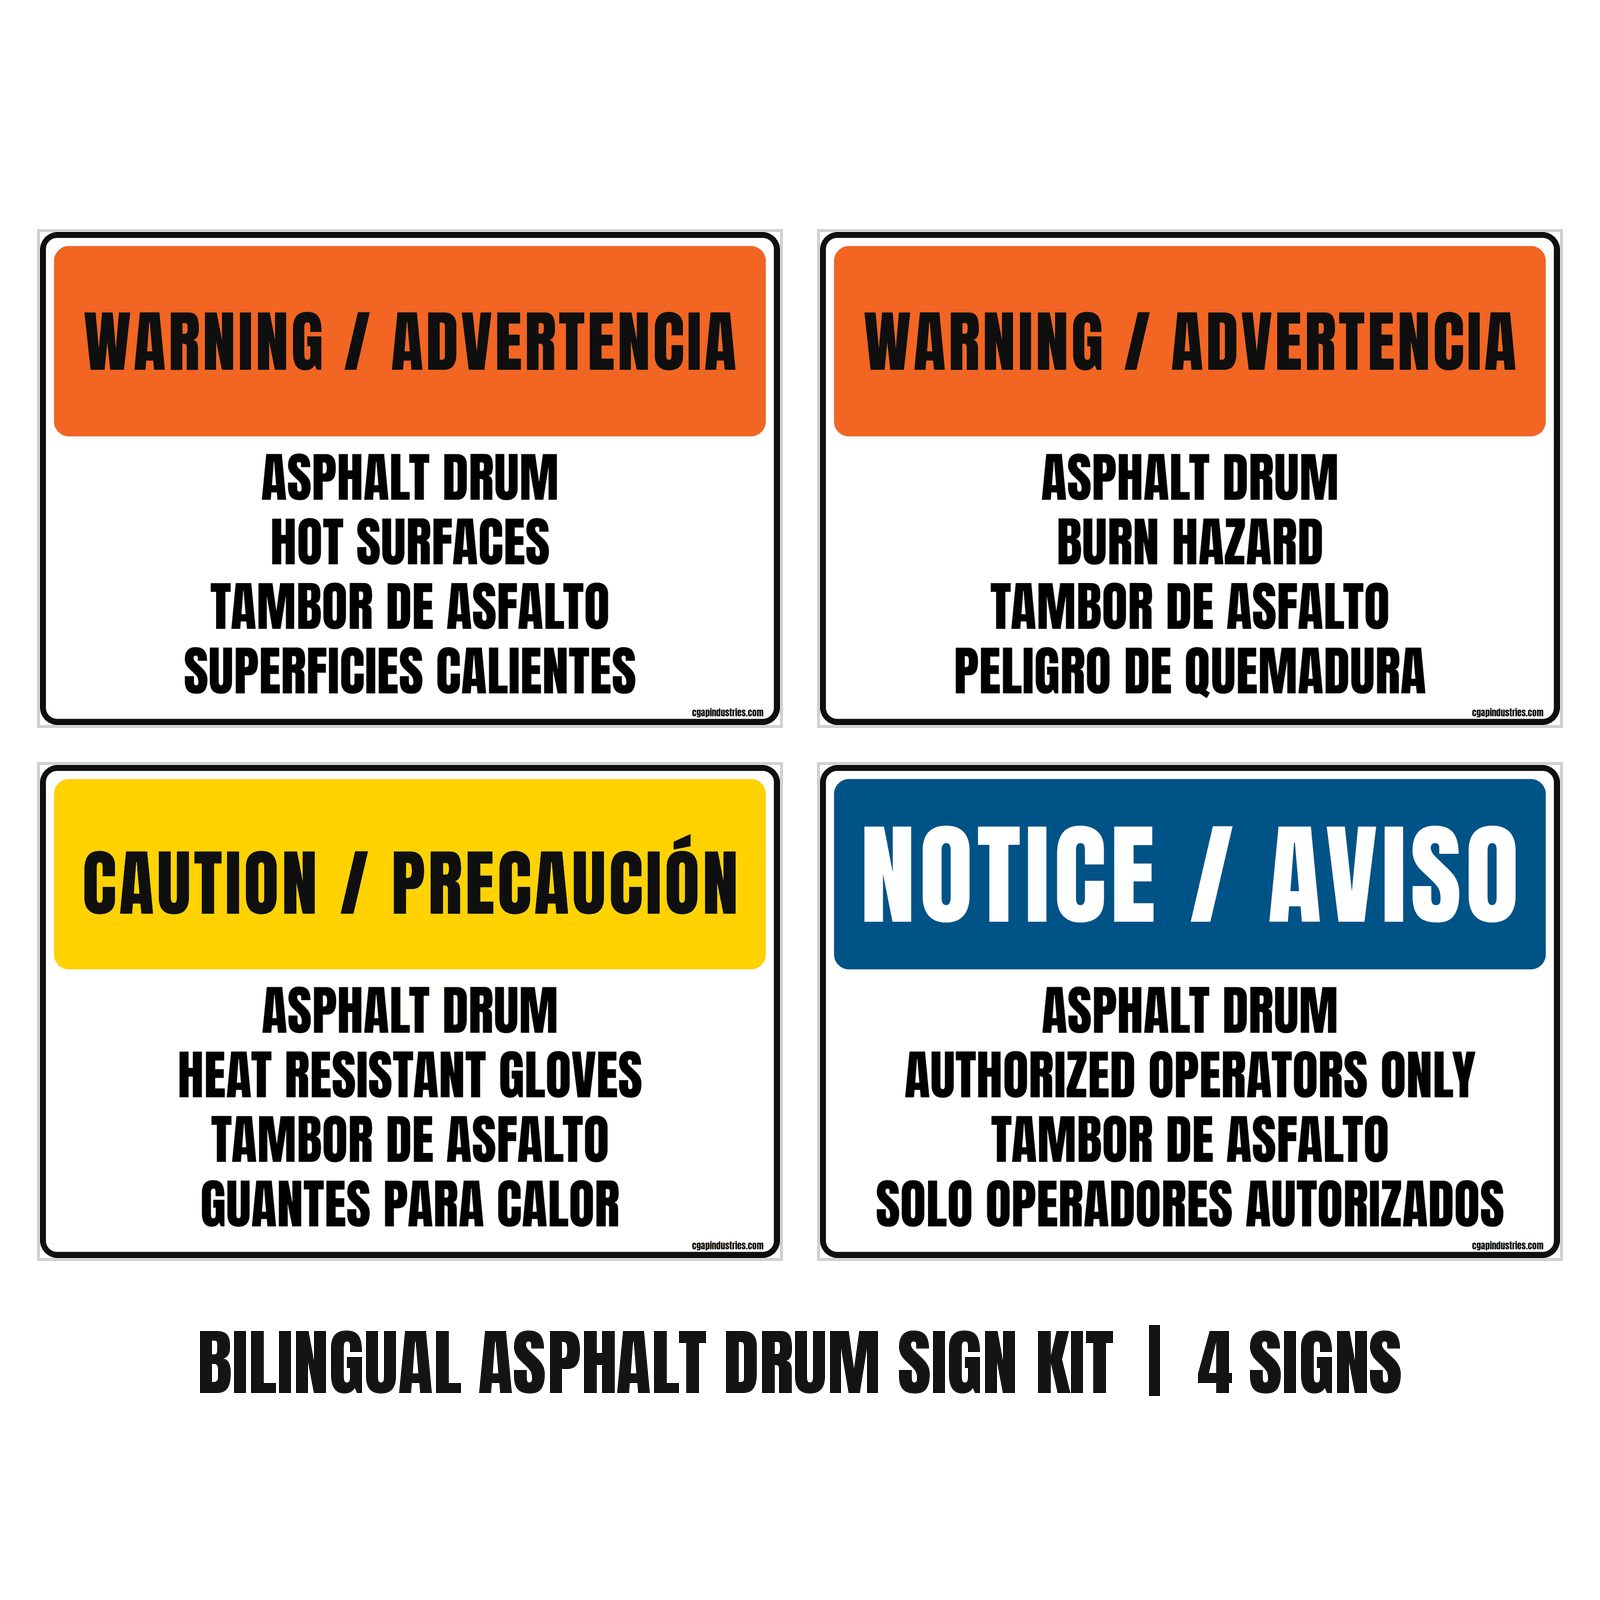 WARNING / ADVERTENCIA
ASPHALT DRUM
HOT SURFACES
TAMBOR DE ASFALTO
SUPERFICIES CALIENTES
cgapindustries.com
WARNING / ADVERTENCIA
ASPHALT DRUM
BURN HAZARD
TAMBOR DE ASFALTO
PELIGRO DE QUEMADURA
cgapindustries.com
CAUTION / PRECAUCIÓN
ASPHALT DRUM
HEAT RESISTANT GLOVES
TAMBOR DE ASFALTO
GUANTES PARA CALOR
cgapindustries.com
NOTICE / AVISO
ASPHALT DRUM
AUTHORIZED OPERATORS ONLY
TAMBOR DE ASFALTO
SOLO OPERADORES AUTORIZADOS
cgapindustries.com
BILINGUAL ASPHALT DRUM SIGN KIT | 4 SIGNS